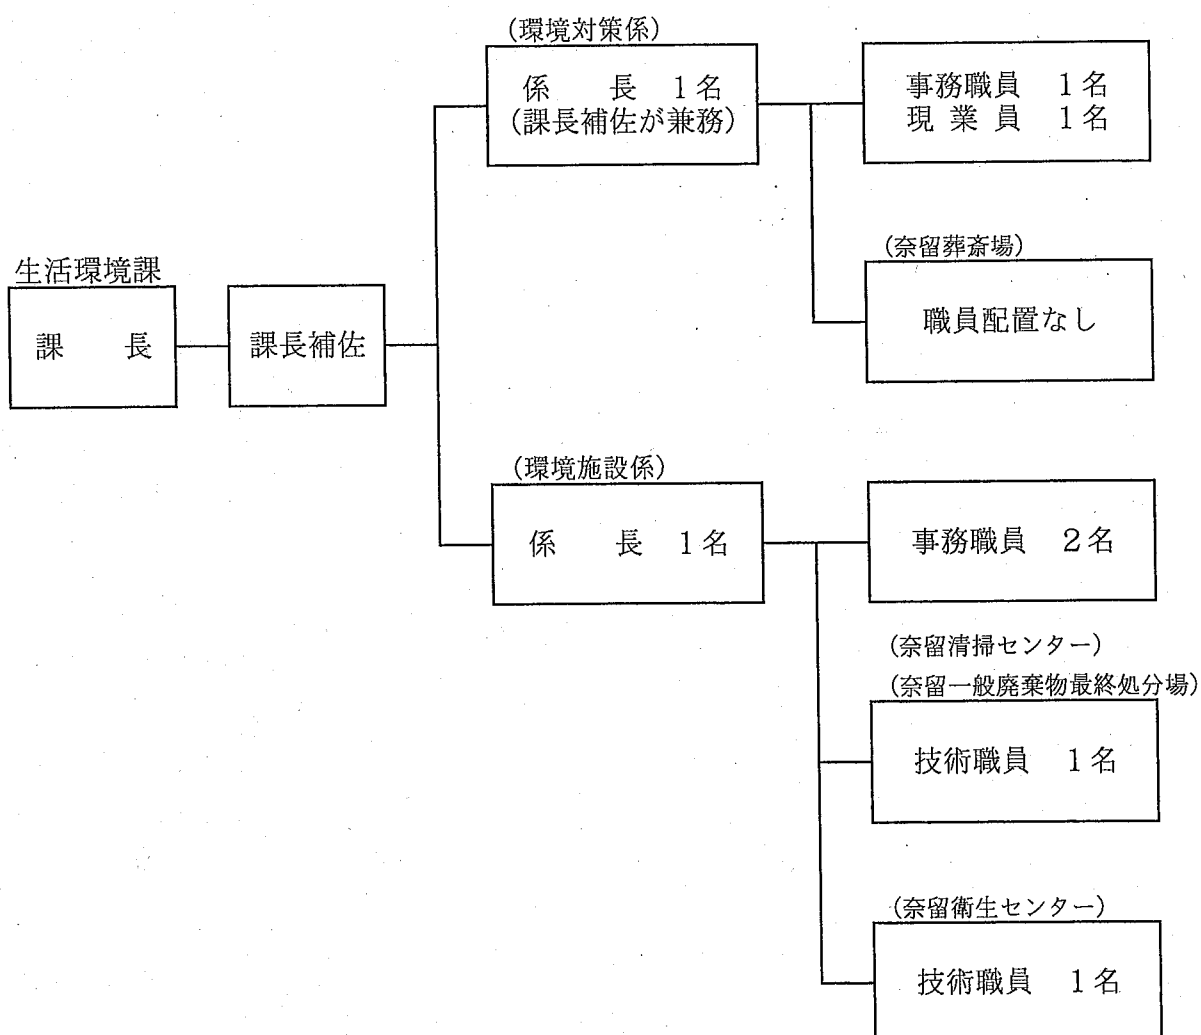 生活環境課
課　　長
課長補佐
(環境対策係)
係　　長　1名
(課長補佐が兼務)
事務職員　1名
現 業 員　1名
(奈留葬斎場)
職員配置なし
(環境施設係)
係　　長　1名
事務職員　2名
(奈留清掃センター)
(奈留一般廃棄物最終処分場)
技術職員　1名
(奈留衛生センター)
技術職員　1名